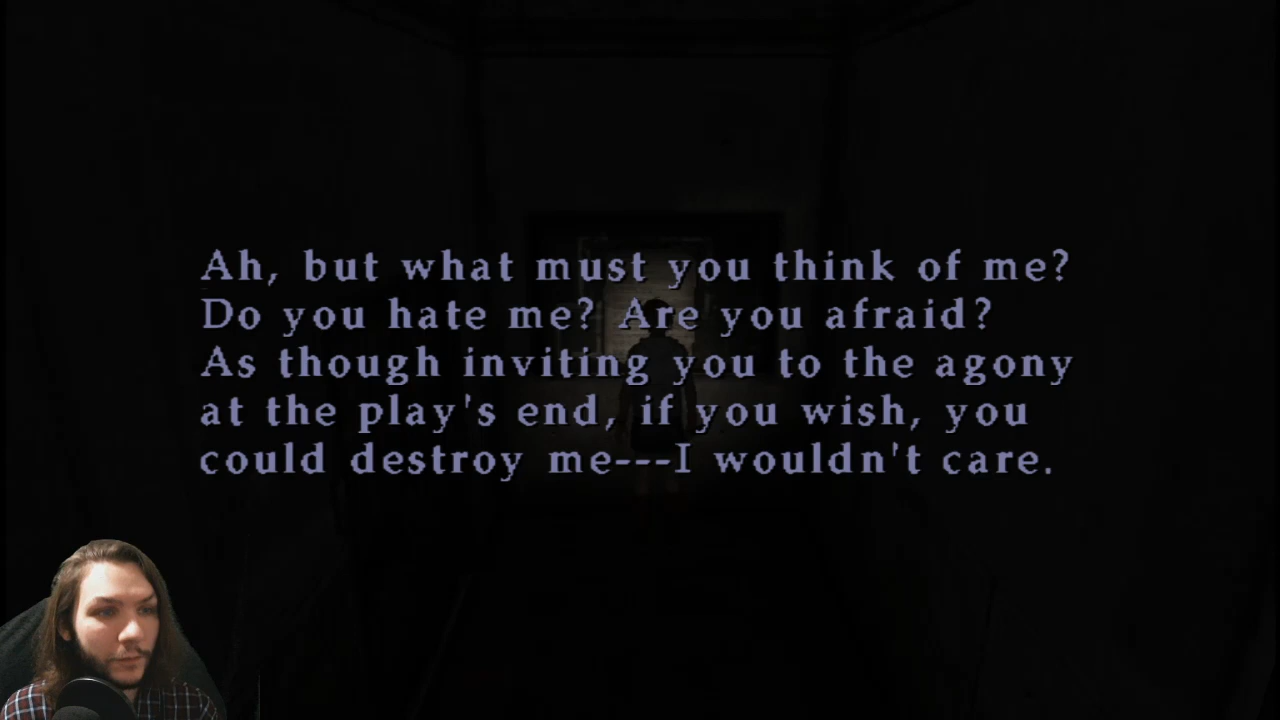 Ah, but what must you think of me?
Do you hate me? Are you afraid?
As though inviting you to the agony
at the play's end, if you wish, you
could destroy me---I wouldn't care.